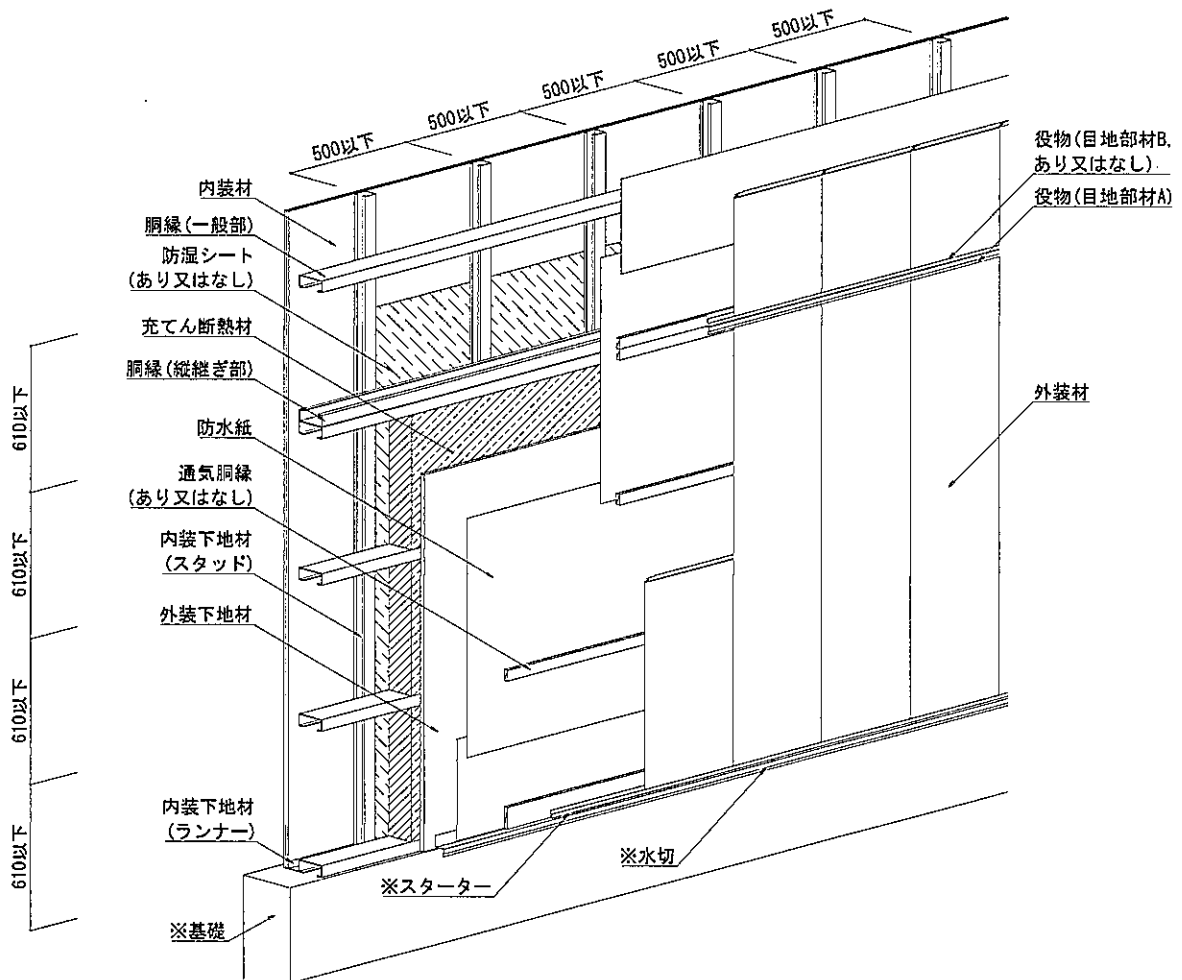 500以下
500以下
500以下
500以下
500以下
内装材
胴縁(一般部)
防湿シート
(あり又はなし)
充てん断熱材
胴縁(縦継ぎ部)
防水紙
通気胴縁
(あり又はなし)
内装下地材
(スタッド)
外装下地材
内装下地材
(ランナー)
※基礎
610以下
610以下
610以下
610以下
役物(目地部材B,
あり又はなし)
役物(目地部材A)
外装材
※水切
※スターター